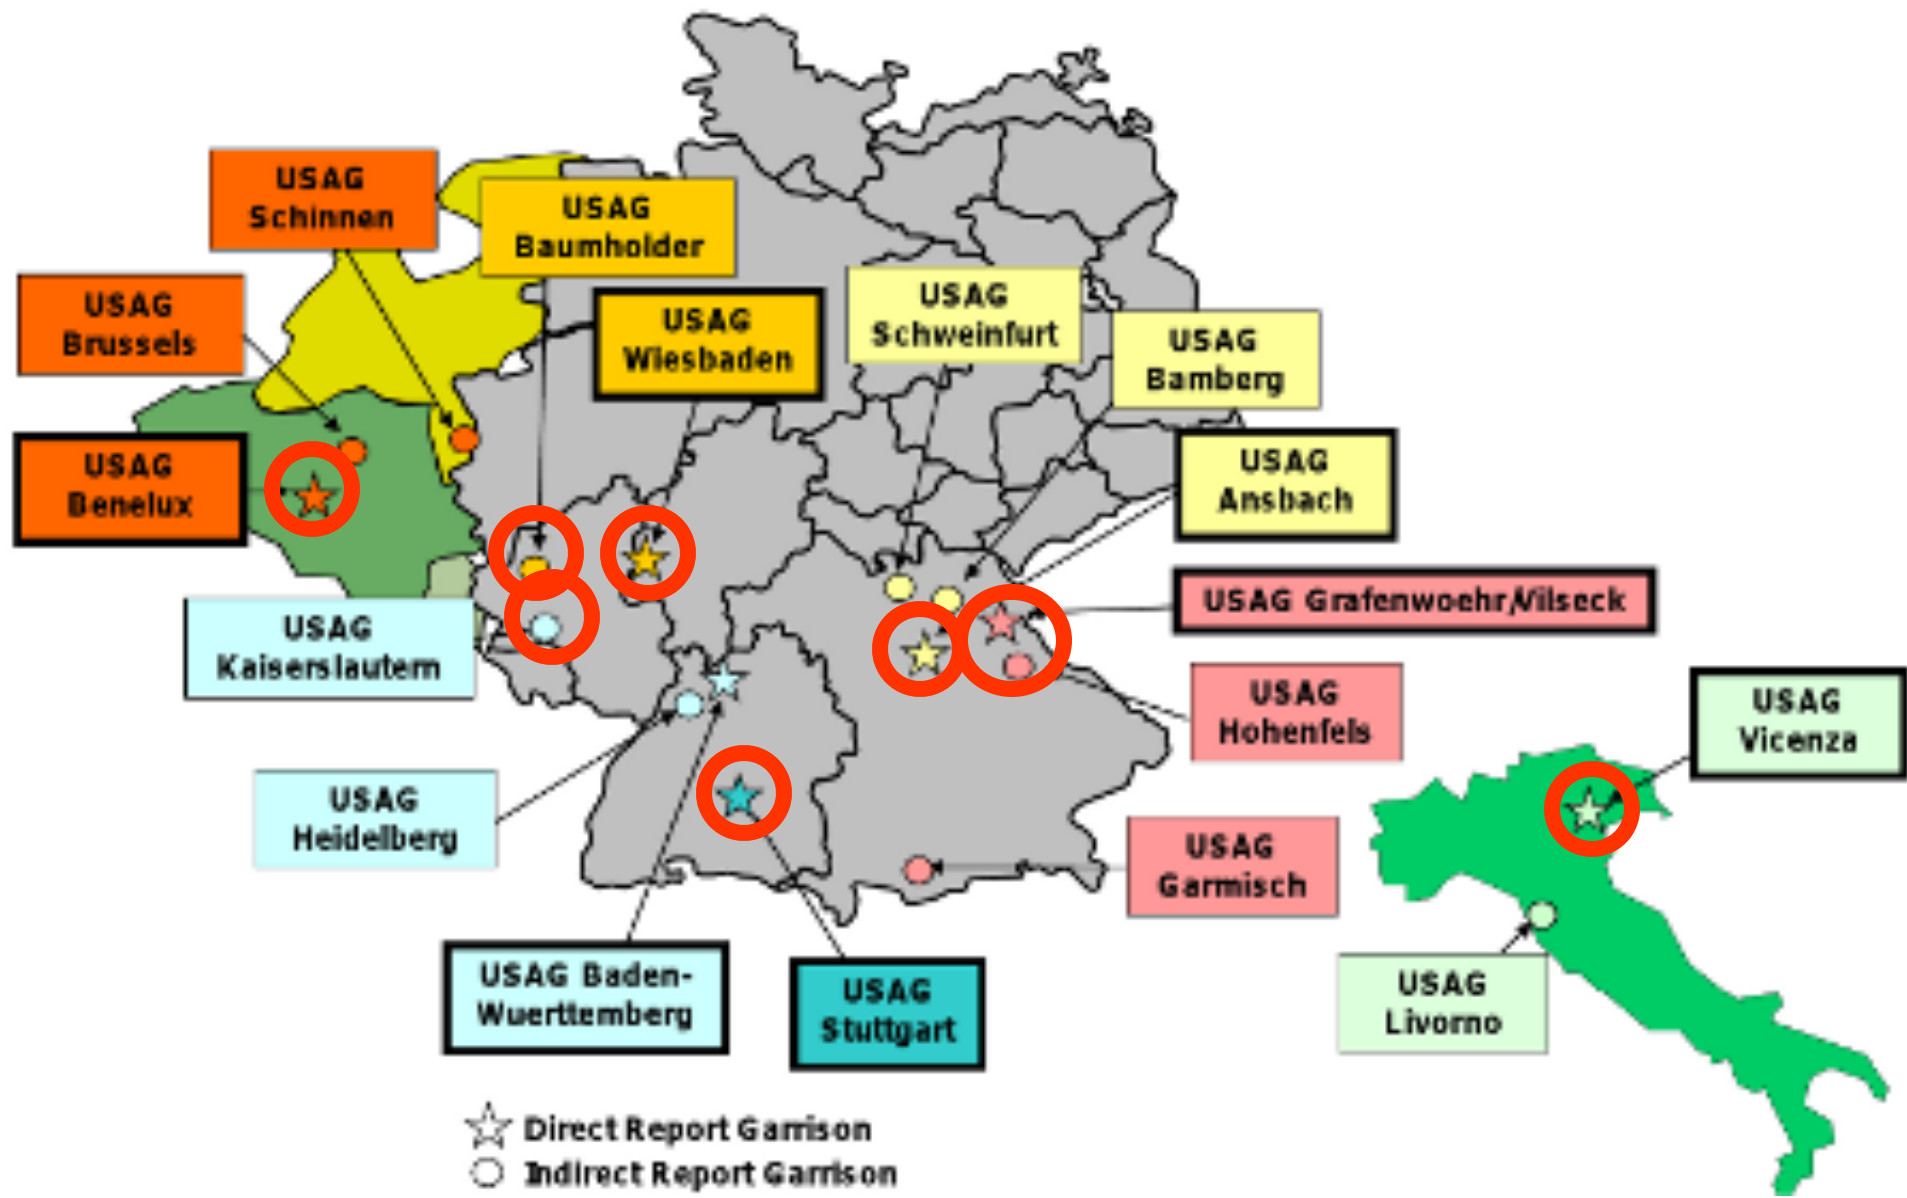 USAG
Schinnen
USAG
Baumholder
USAG
Brussels
USAG
Wiesbaden
USAG
Schweinfurt
USAG
Bamberg
USAG
Benelux
USAG
Ansbach
USAG Grafenwoehr/Vilseck
USAG
Kaiserslautern
USAG
Hohenfels
USAG
Vicenza
USAG
Heidelberg
USAG
Garmisch
USAG Baden-
Wuerttemberg
USAG
Stuttgart
USAG
Livorno
Direct Report Garrison
Indirect Report Garrison